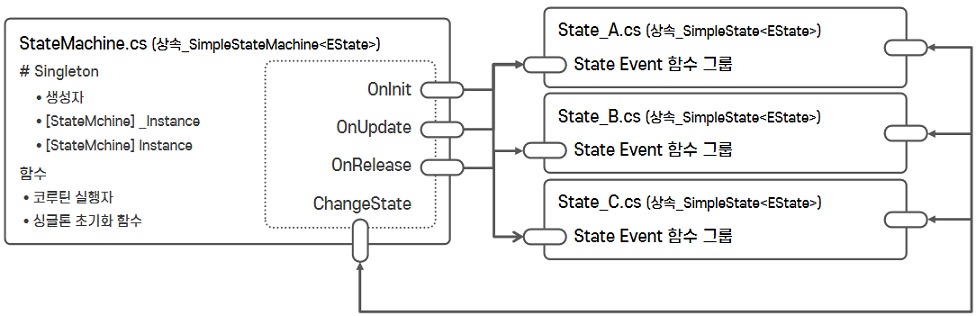 StateMachine.cs (상속_SimpleStateMachine<EState>)
# Singleton
• 생성자
• [StateMchine] _Instance
• [StateMchine] Instance
함수
• 코루틴 실행자
• 싱글톤 초기화 함수
OnInit
OnUpdate
OnRelease
ChangeState
State_A.cs (상속_SimpleState<EState>)
State Event 함수 그룹
State_B.cs (상속_SimpleState<EState>)
State Event 함수 그룹
State_C.cs (상속_SimpleState<EState>)
State Event 함수 그룹